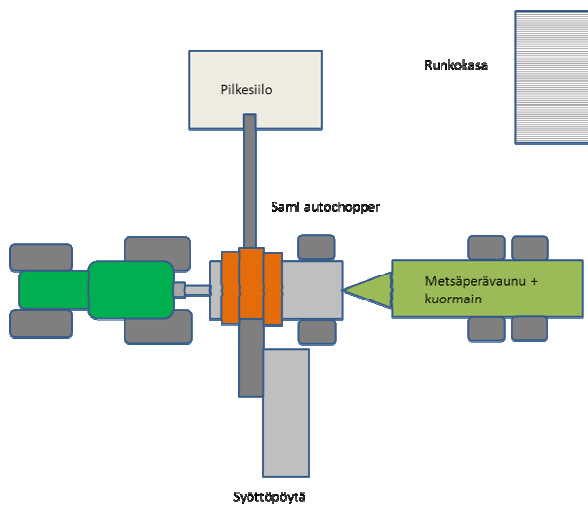 Runkokasa
Pilkesiilo
Sami autochopper
Metsäperävaunu +
kuormain
Syöttöpöytä